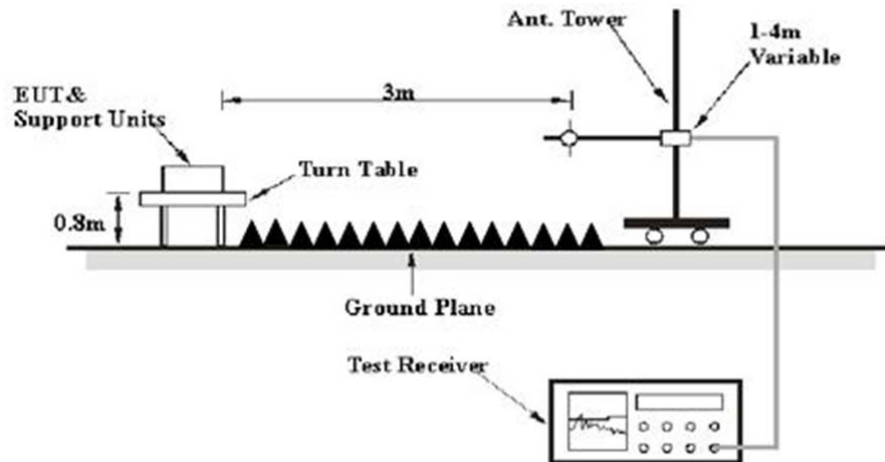 Ant. Tower
1-4m
Variable
3m
EUT&
Support Units
Turn Table
0.8m
Ground Plane
Test Receiver